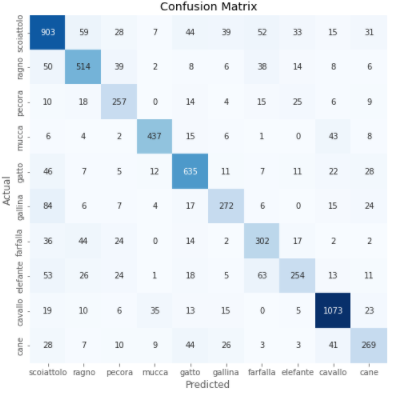 Confusion Matrix
Actual
scoiattolo 903 59 28 7 44 39 52 33 15 31
ragno 50 514 39 2 8 6 38 14 8 6
pecora 10 18 257 0 14 4 15 25 6 9
mucca 6 4 2 437 15 6 1 0 43 8
gatto 46 7 5 12 635 11 7 11 22 28
gallina 84 6 7 4 17 272 6 0 15 24
farfalla 36 44 24 0 14 2 302 17 2 2
elefante 53 26 24 1 18 5 63 254 13 11
cavallo 19 10 6 35 13 15 0 5 1073 23
cane 28 7 10 9 44 26 3 3 41 269
scoiattolo ragno pecora mucca gatto gallina farfalla elefante cavallo cane
Predicted